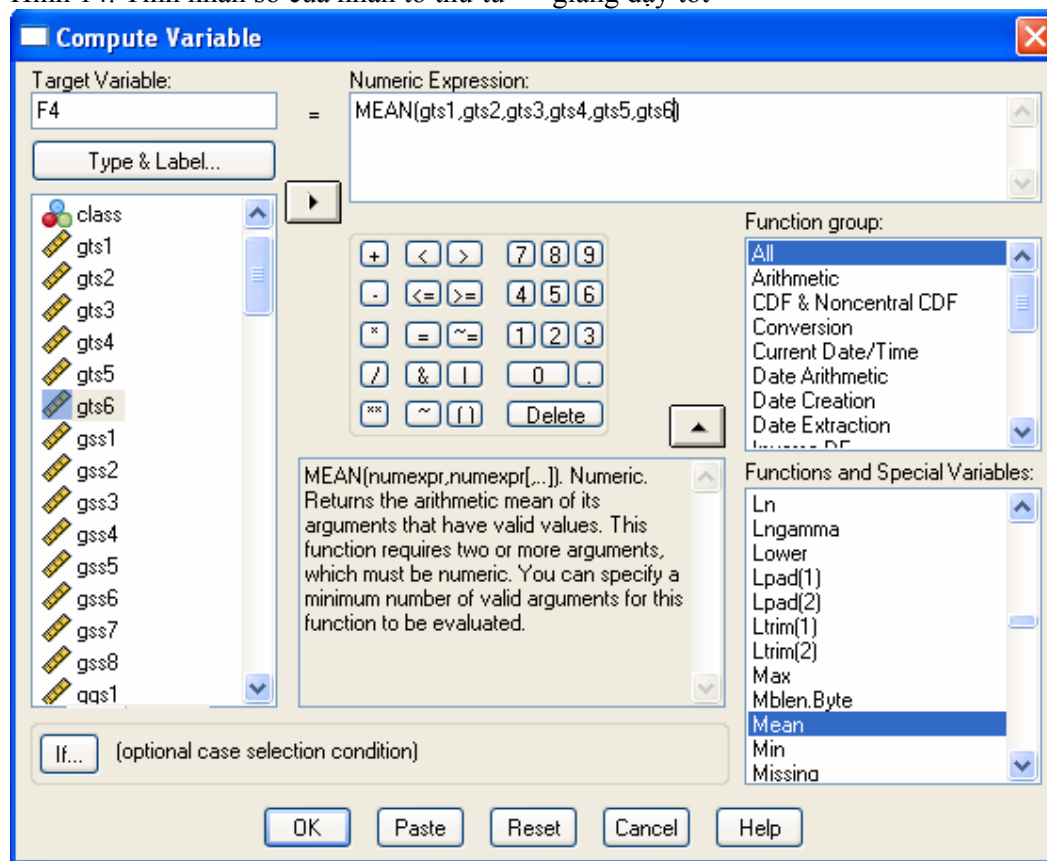 Compute Variable
Target Variable:
F4
=
Numeric Expression:
MEAN(gts1,gts2,gts3,gts4,gts5,gts6)
Type & Label...
class
gts1
gts2
gts3
gts4
gts5
gts6
gss1
gss2
gss3
gss4
gss5
gss6
gss7
gss8
+ < > 7 8 9
- <= >= 4 5 6
* = ~= 1 2 3
/ & | 0 .
** ~ () Delete
MEAN(numexpr,numexpr[,...]). Numeric.
Returns the arithmetic mean of its
arguments that have valid values. This
function requires two or more arguments,
which must be numeric. You can specify a
minimum number of valid arguments for this
function to be evaluated.
Function group:
All
Arithmetic
CDF & Noncentral CDF
Conversion
Current Date/Time
Date Arithmetic
Date Creation
Date Extraction
Functions and Special Variables:
Ln
Lngamma
Lower
Lpad(1)
Lpad(2)
Ltrim(1)
Ltrim(2)
Max
Mblen.Byte
Mean
Min
Missing
If... (optional case selection condition)
OK Paste Reset Cancel Help